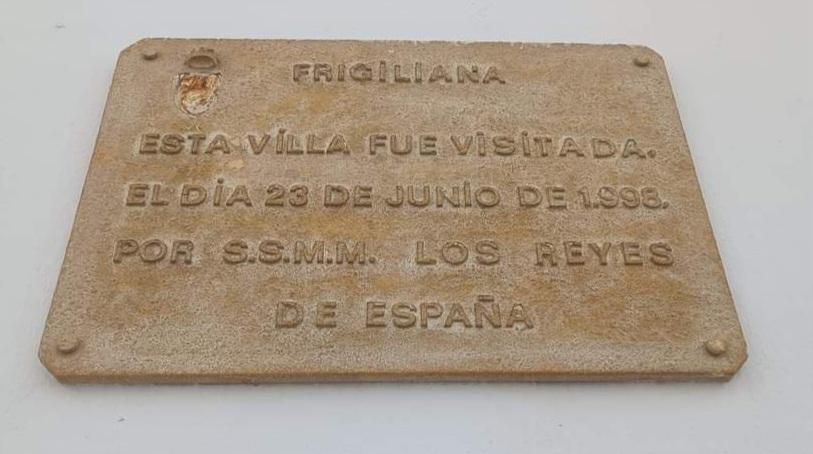 FRIGILIANA
ESTA VILLA FUE VISITADA.
EL DIA 23 DE JUNIO DE 1.998.
POR S.S.M.M. LOS REYES
DE ESPAÑA